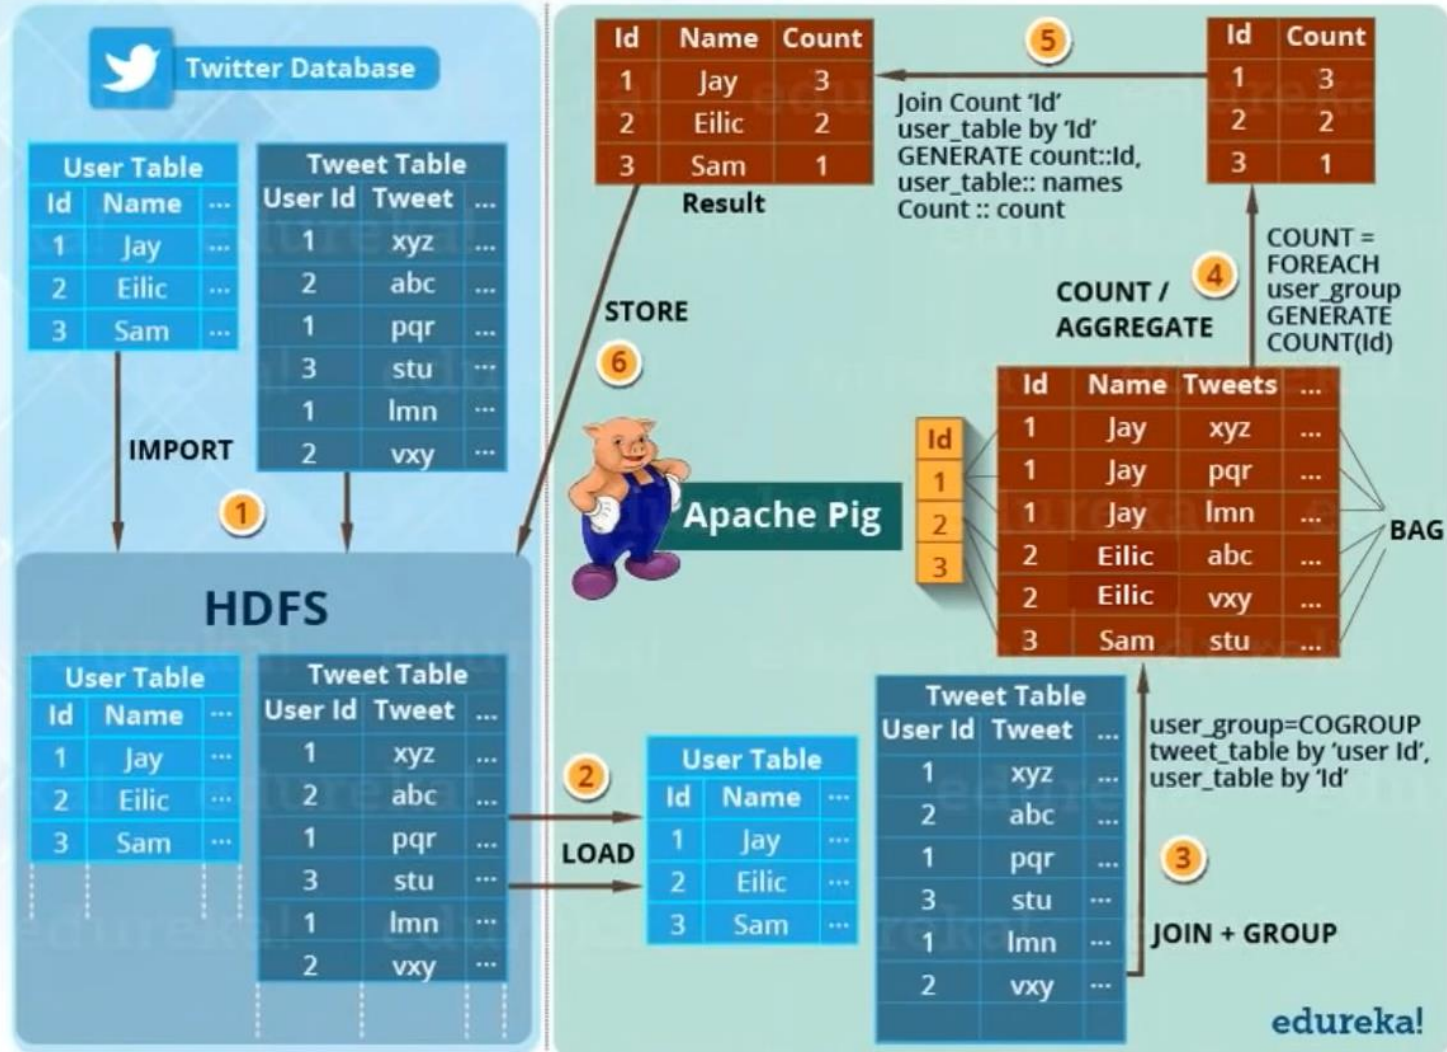 Twitter Database
User Table
Id Name ...
1 Jay ...
2 Eilic ...
3 Sam ...
Tweet Table
User Id Tweet ...
1 xyz ...
2 abc ...
1 pqr ...
3 stu ...
1 lmn ...
2 vxy ...
IMPORT
1
HDFS
User Table
Id Name ...
1 Jay ...
2 Eilic ...
3 Sam ...
Tweet Table
User Id Tweet ...
1 xyz ...
2 abc ...
1 pqr ...
3 stu ...
1 lmn ...
2 vxy ...
2
LOAD
User Table
Id Name ...
1 Jay ...
2 Eilic ...
3 Sam ...
Tweet Table
User Id Tweet ...
1 xyz ...
2 abc ...
1 pqr ...
3 stu ...
1 lmn ...
2 vxy ...
user_group=COGROUP
tweet_table by ‘user Id’,
user_table by ‘Id’
3
JOIN + GROUP
Id
1
2
3
Id Name Tweets ...
1 Jay xyz ...
1 Jay pqr ...
1 Jay lmn ...
2 Eilic abc ...
2 Eilic vxy ...
3 Sam stu ...
BAG
4
COUNT /
AGGREGATE
COUNT =
FOREACH
user_group
GENERATE
COUNT(Id)
Id Count
1 3
2 2
3 1
5
Join Count ‘Id’
user_table by ‘Id’
GENERATE count::Id,
user_table:: names
Count :: count
Id Name Count
1 Jay 3
2 Eilic 2
3 Sam 1
Result
STORE
6
Apache Pig
edureka!